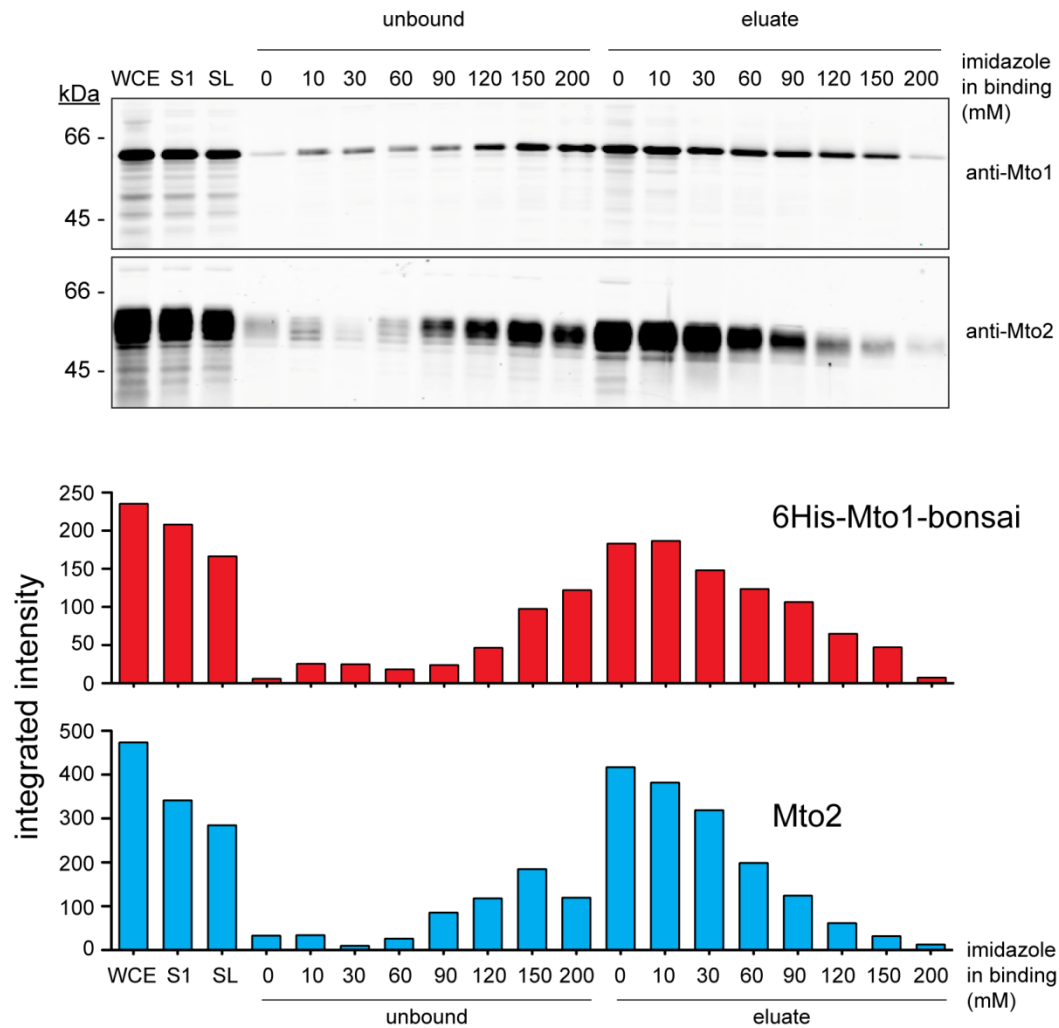 unbound eluate
WCE S1 SL 0 10 30 60 90 120 150 200 0 10 30 60 90 120 150 200 imidazole
in binding
(mM)
kDa
66 -
anti-Mto1
45 -
66 -
anti-Mto2
45 -
integrated intensity
250
200
150
100
50
0
6His-Mto1-bonsai
500
400
300
200
100
0
Mto2
WCE S1 SL 0 10 30 60 90 120 150 200 0 10 30 60 90 120 150 200 imidazole
in binding
(mM)
unbound eluate